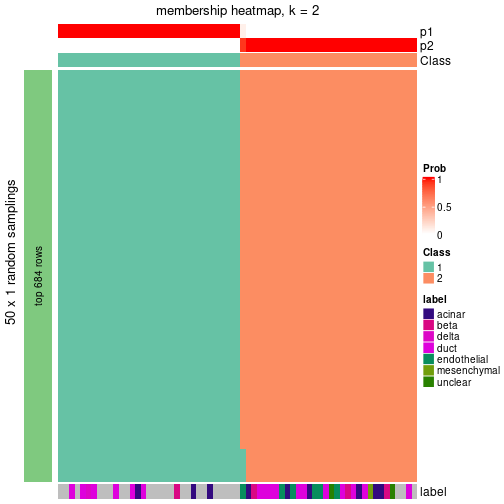 membership heatmap, k = 2
p1
p2
Class
50 x 1 random samplings
top 684 rows
Prob
1
0.5
0
Class
1
2
label
acinar
beta
delta
duct
endothelial
mesenchymal
unclear
label